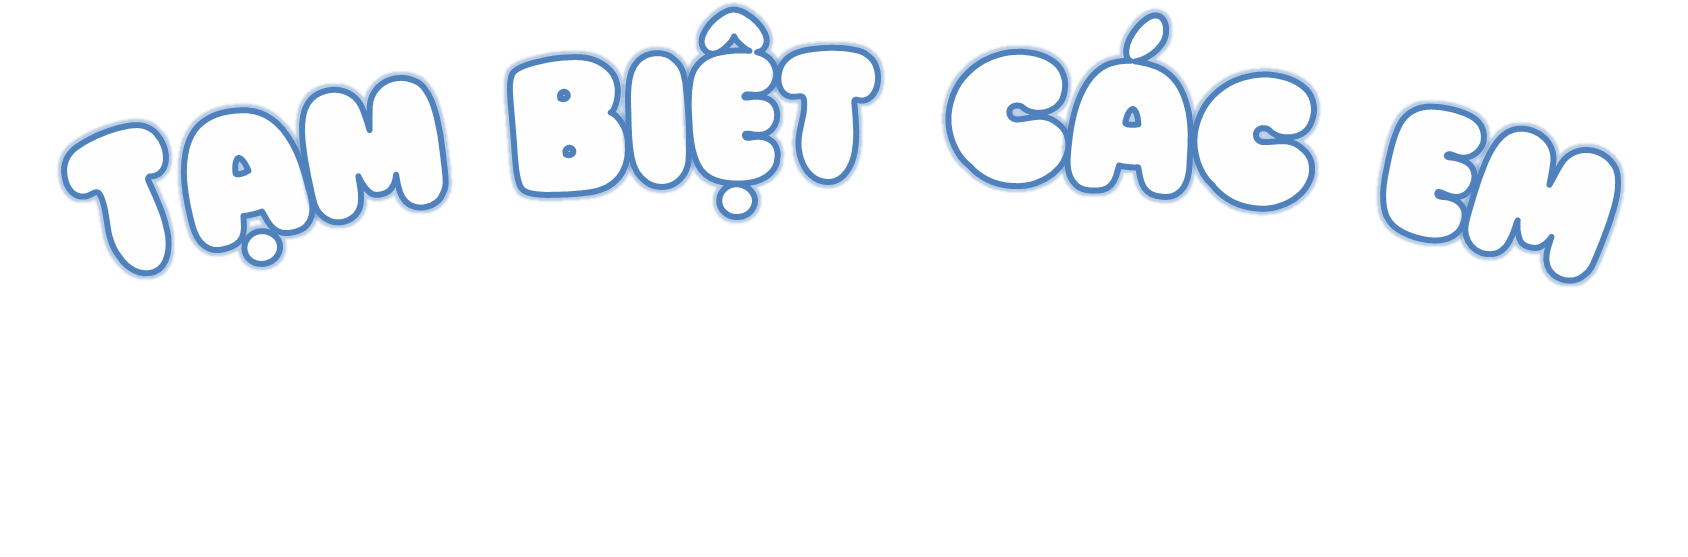 TẠM BIỆT CÁC EM